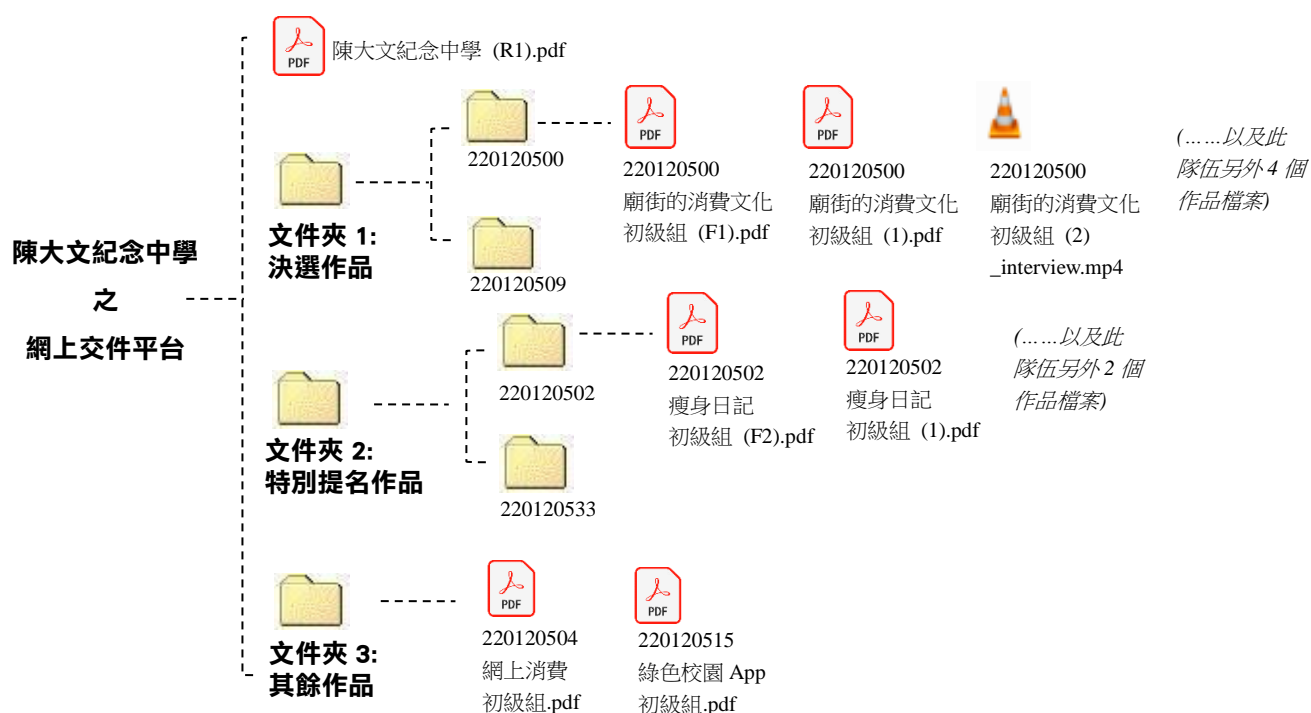 陳大文紀念中學
之
網上交件平台
PDF
陳大文紀念中學 (R1).pdf
文件夾 1:
決選作品
220120500
220120509
PDF
220120500
廟街的消費文化
初級組 (F1).pdf
PDF
220120500
廟街的消費文化
初級組 (1).pdf
220120500
廟街的消費文化
初級組 (2)
_interview.mp4
(……以及此
隊伍另外 4 個
作品檔案)
文件夾 2:
特別提名作品
220120502
220120533
PDF
220120502
瘦身日記
初級組 (F2).pdf
PDF
220120502
瘦身日記
初級組 (1).pdf
(……以及此
隊伍另外 2 個
作品檔案)
文件夾 3:
其餘作品
PDF
220120504
網上消費
初級組.pdf
PDF
220120515
綠色校園 App
初級組.pdf